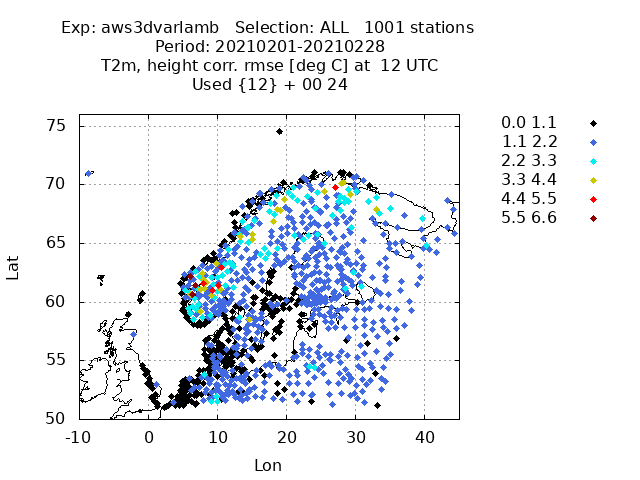 Exp: aws3dvarlamb   Selection: ALL   1001 stations
Period: 20210201-20210228
T2m, height corr. rmse [deg C] at  12 UTC
Used {12} + 00 24
75
70
65
60
55
50
-10 0 10 20 30 40
Lat
Lon
0.0 1.1
1.1 2.2
2.2 3.3
3.3 4.4
4.4 5.5
5.5 6.6